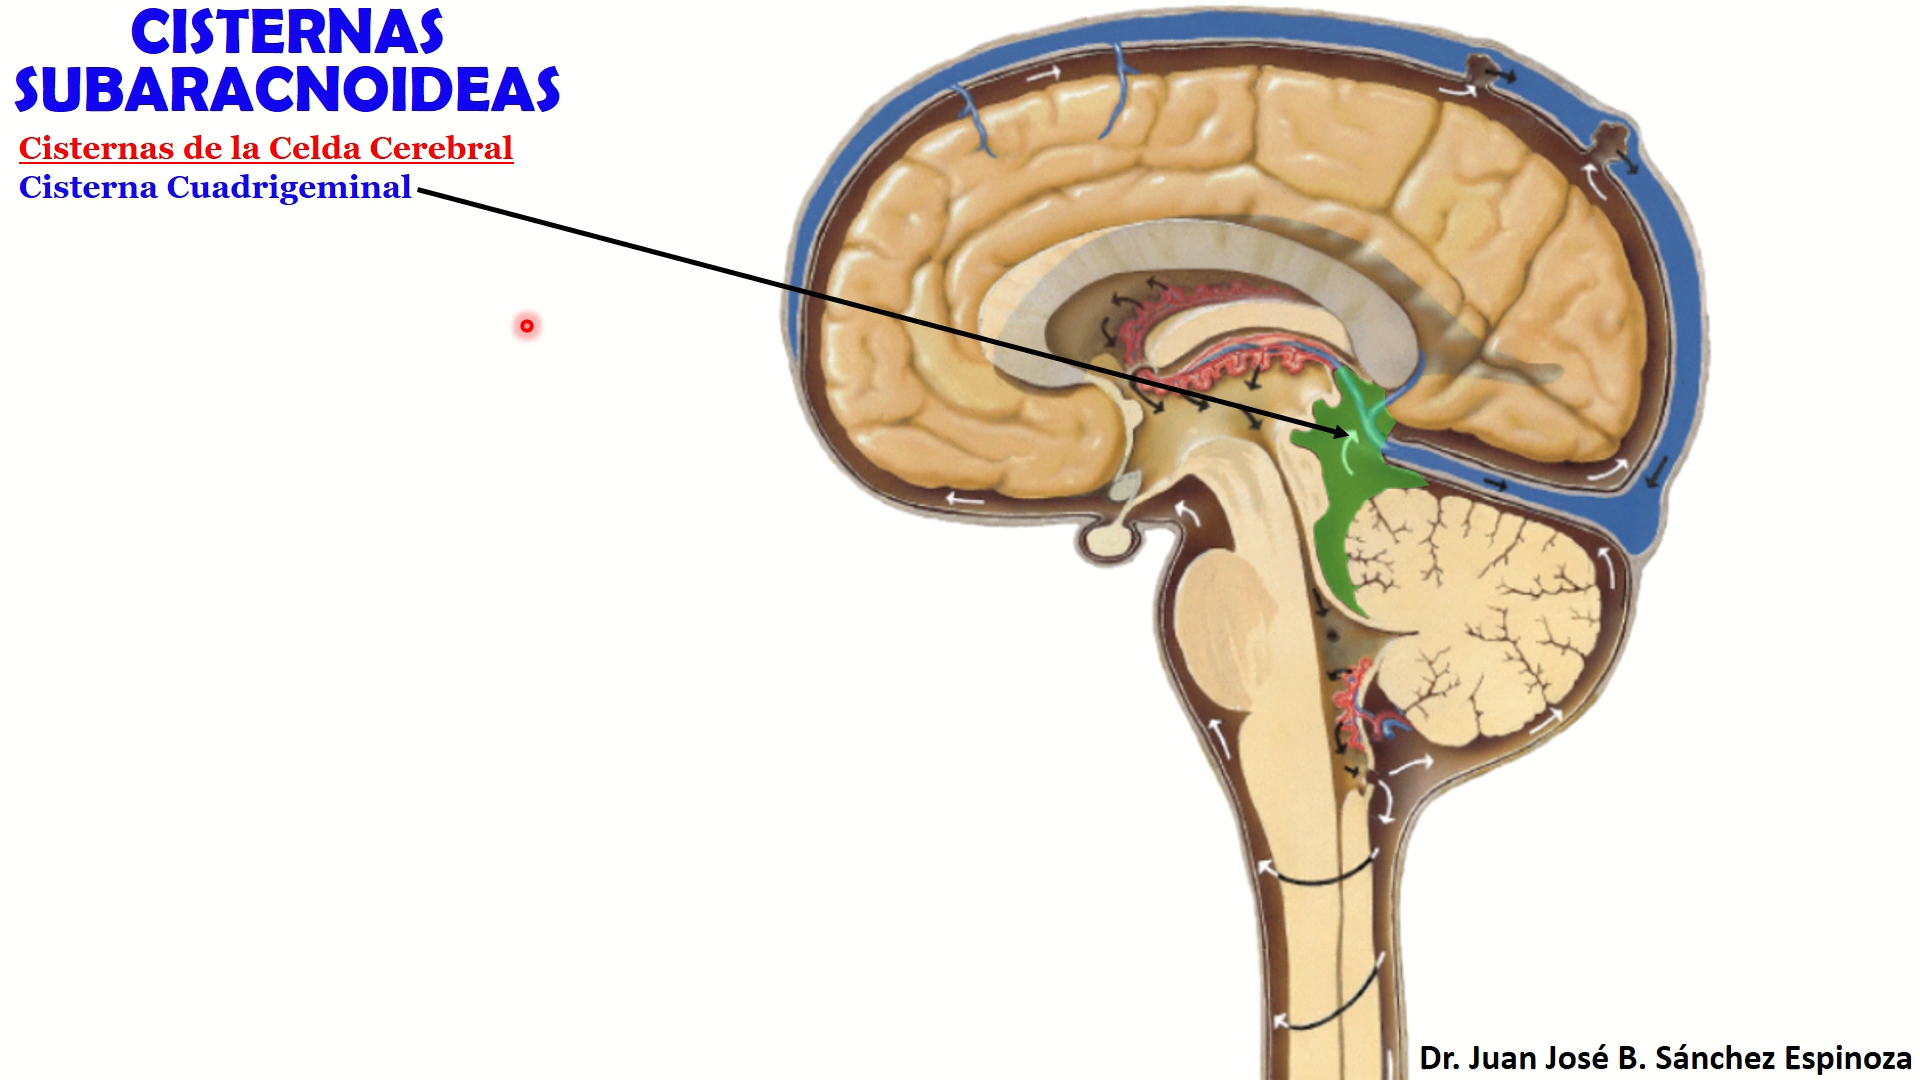 CISTERNAS
SUBARACNOIDEAS
Cisternas de la Celda Cerebral
Cisterna Cuadrigeminal
Dr. Juan José B. Sánchez Espinoza